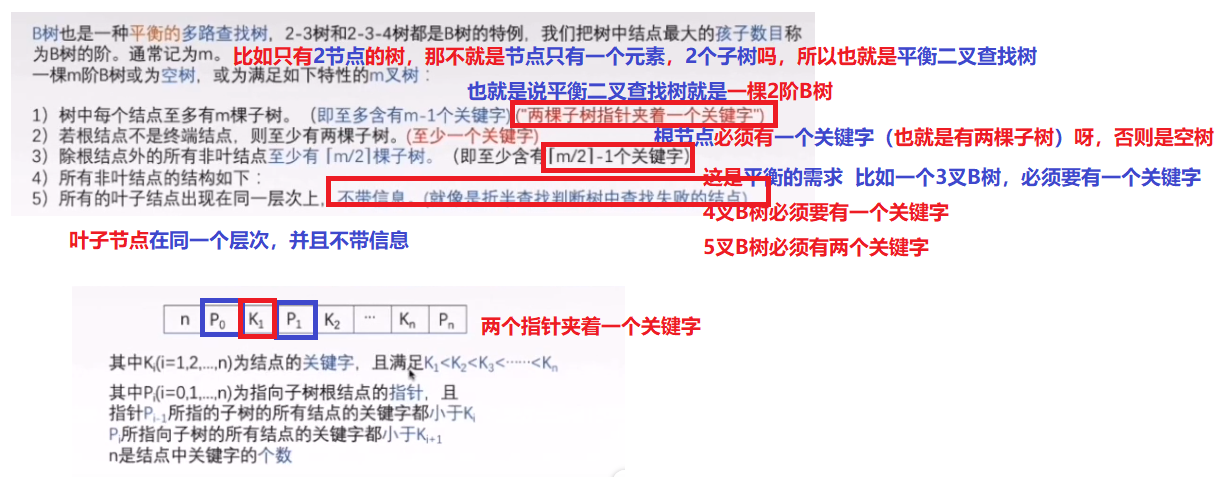 B树也是一种平衡的多路查找树，2-3树和2-3-4树都是B树的特例，我们把树中结点最大的孩子数目称
为B树的阶。通常记为m。 比如只有2节点的树，那不就是节点只有一个元素，2个子树吗，所以也就是平衡二叉查找树
一棵m阶B树或为空树，或为满足如下特性的m叉树：
也就是说平衡二叉查找树就是一棵2阶B树
1）树中每个结点至多有m棵子树。（即至多含有m-1个关键字）("两棵子树指针夹着一个关键字")
2）若根结点不是终端结点，则至少有两棵子树。(至少一个关键字) 根节点必须有一个关键字（也就是有两棵子树）呀，否则是空树
3）除根结点外的所有非叶结点至少有⌈m/2⌉棵子树。（即至少含有⌈m/2⌉-1个关键字）
4）所有非叶结点的结构如下： 这是平衡的需求 比如一个3叉B树，必须要有一个关键字
5）所有的叶子结点出现在同一层次上，不带信息。(就像是折半查找判断树中查找失败的结点)
4叉B树必须要有一个关键字
叶子节点在同一个层次，并且不带信息
5叉B树必须有两个关键字
n P0 K1 P1 K2 ... Kn Pn
两个指针夹着一个关键字
其中Ki(i=1,2,...,n)为结点的关键字，且满足K1<K2<K3<……<Kn
其中Pi(i=0,1,...,n)为指向子树根结点的指针，且
指针Pi-1所指的子树的所有结点的关键字都小于Ki
Pi所指向子树的所有结点的关键字都小于Ki+1
n是结点中关键字的个数